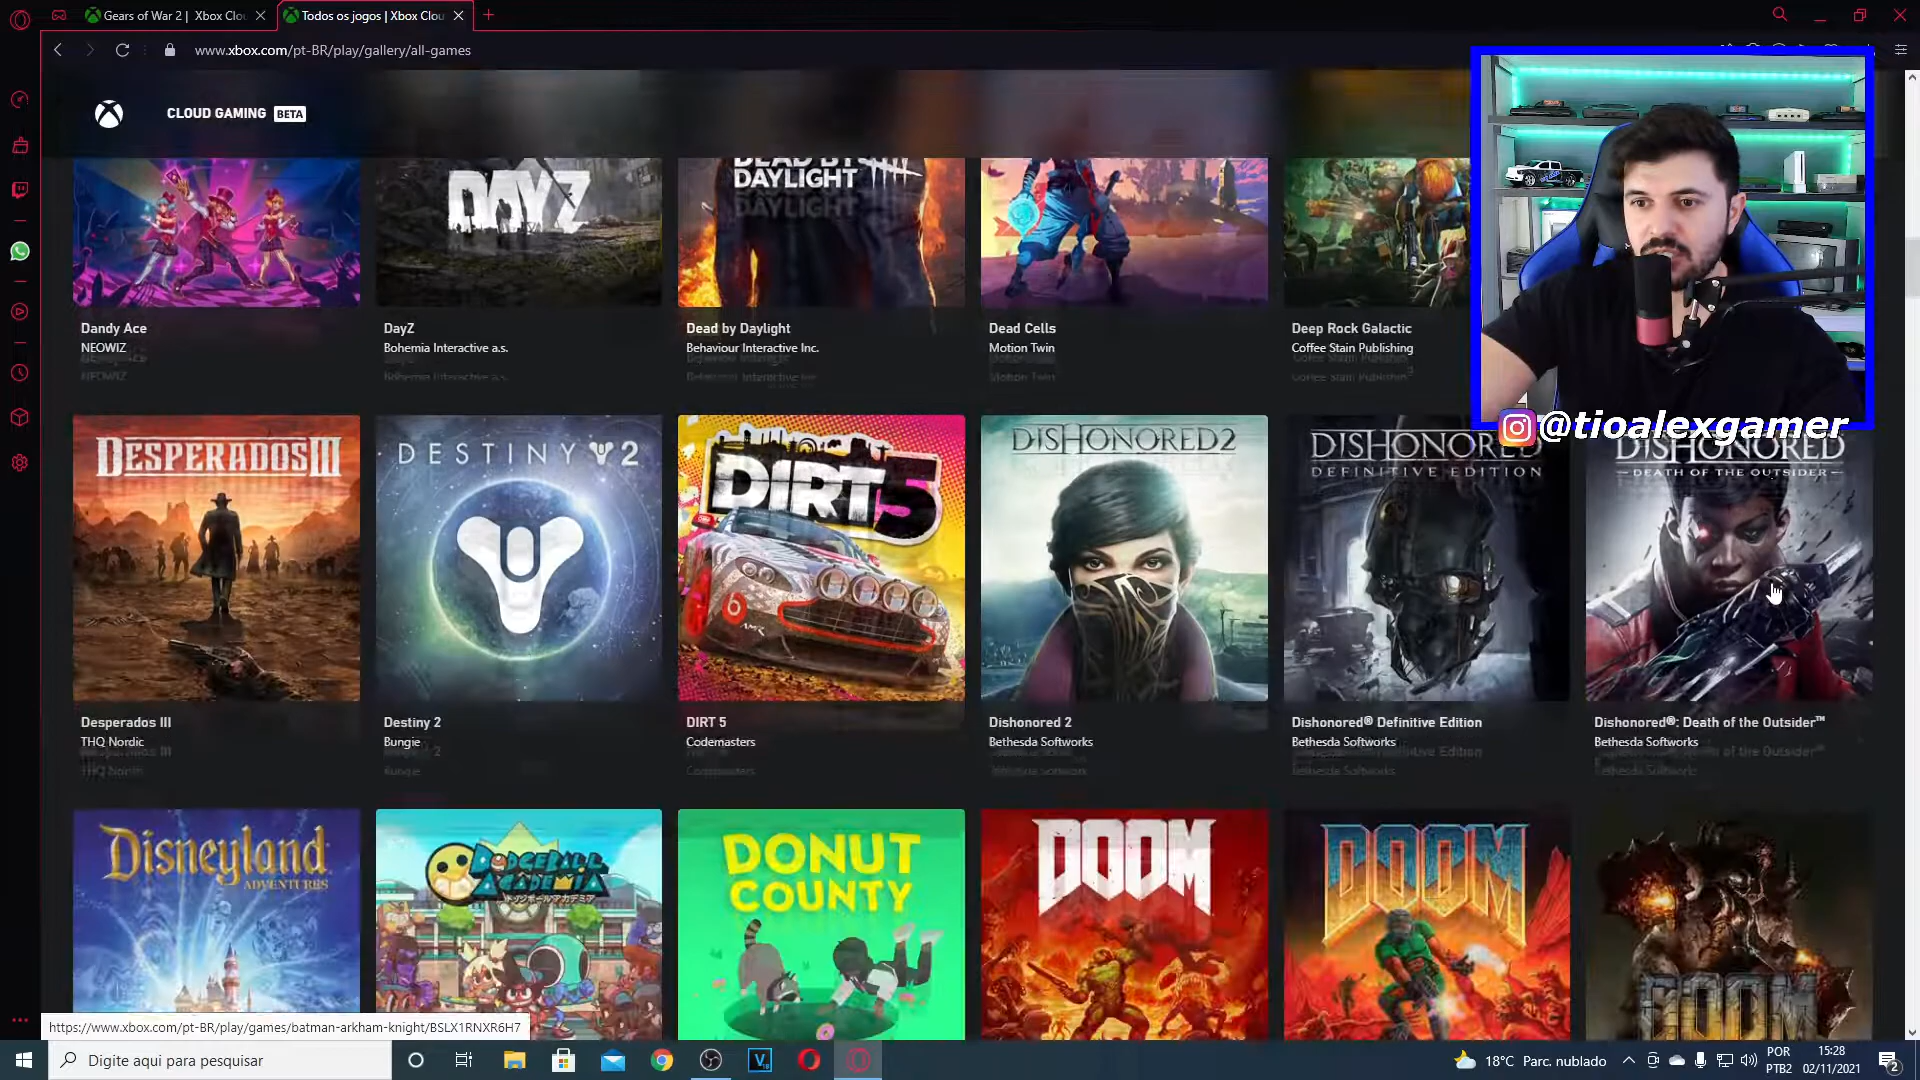 Gears of War 2 | Xbox Clou
Todos os jogos | Xbox Clou
www.xbox.com/pt-BR/play/gallery/all-games
CLOUD GAMING BETA
DAYZ
DEAD BY
DAYLIGHT
Dandy Ace
NEOWIZ
DayZ
Bohemia Interactive a.s.
Dead by Daylight
Behaviour Interactive Inc.
Dead Cells
Motion Twin
Deep Rock Galactic
Coffee Stain Publishing
@tioalexgamer
DESPERADOS III
DESTINY 2
DIRT 5
DISHONORED 2
DISHONORED
DEFINITIVE EDITION
DISHONORED
DEATH OF THE OUTSIDER
Desperados III
THQ Nordic
Destiny 2
Bungie
DIRT 5
Codemasters
Dishonored 2
Bethesda Softworks
Dishonored® Definitive Edition
Bethesda Softworks
Dishonored®: Death of the Outsider™
Bethesda Softworks
Disneyland
ADVENTURES
DODGEBALL
ACADEMIA
DONUT
COUNTY
DOOM
DOOM
DOOM
https://www.xbox.com/pt-BR/play/games/batman-arkham-knight/BSLX1RNXR6H7
Digite aqui para pesquisar
18°C Parc. nublado
POR
PTB2
15:28
02/11/2021
2